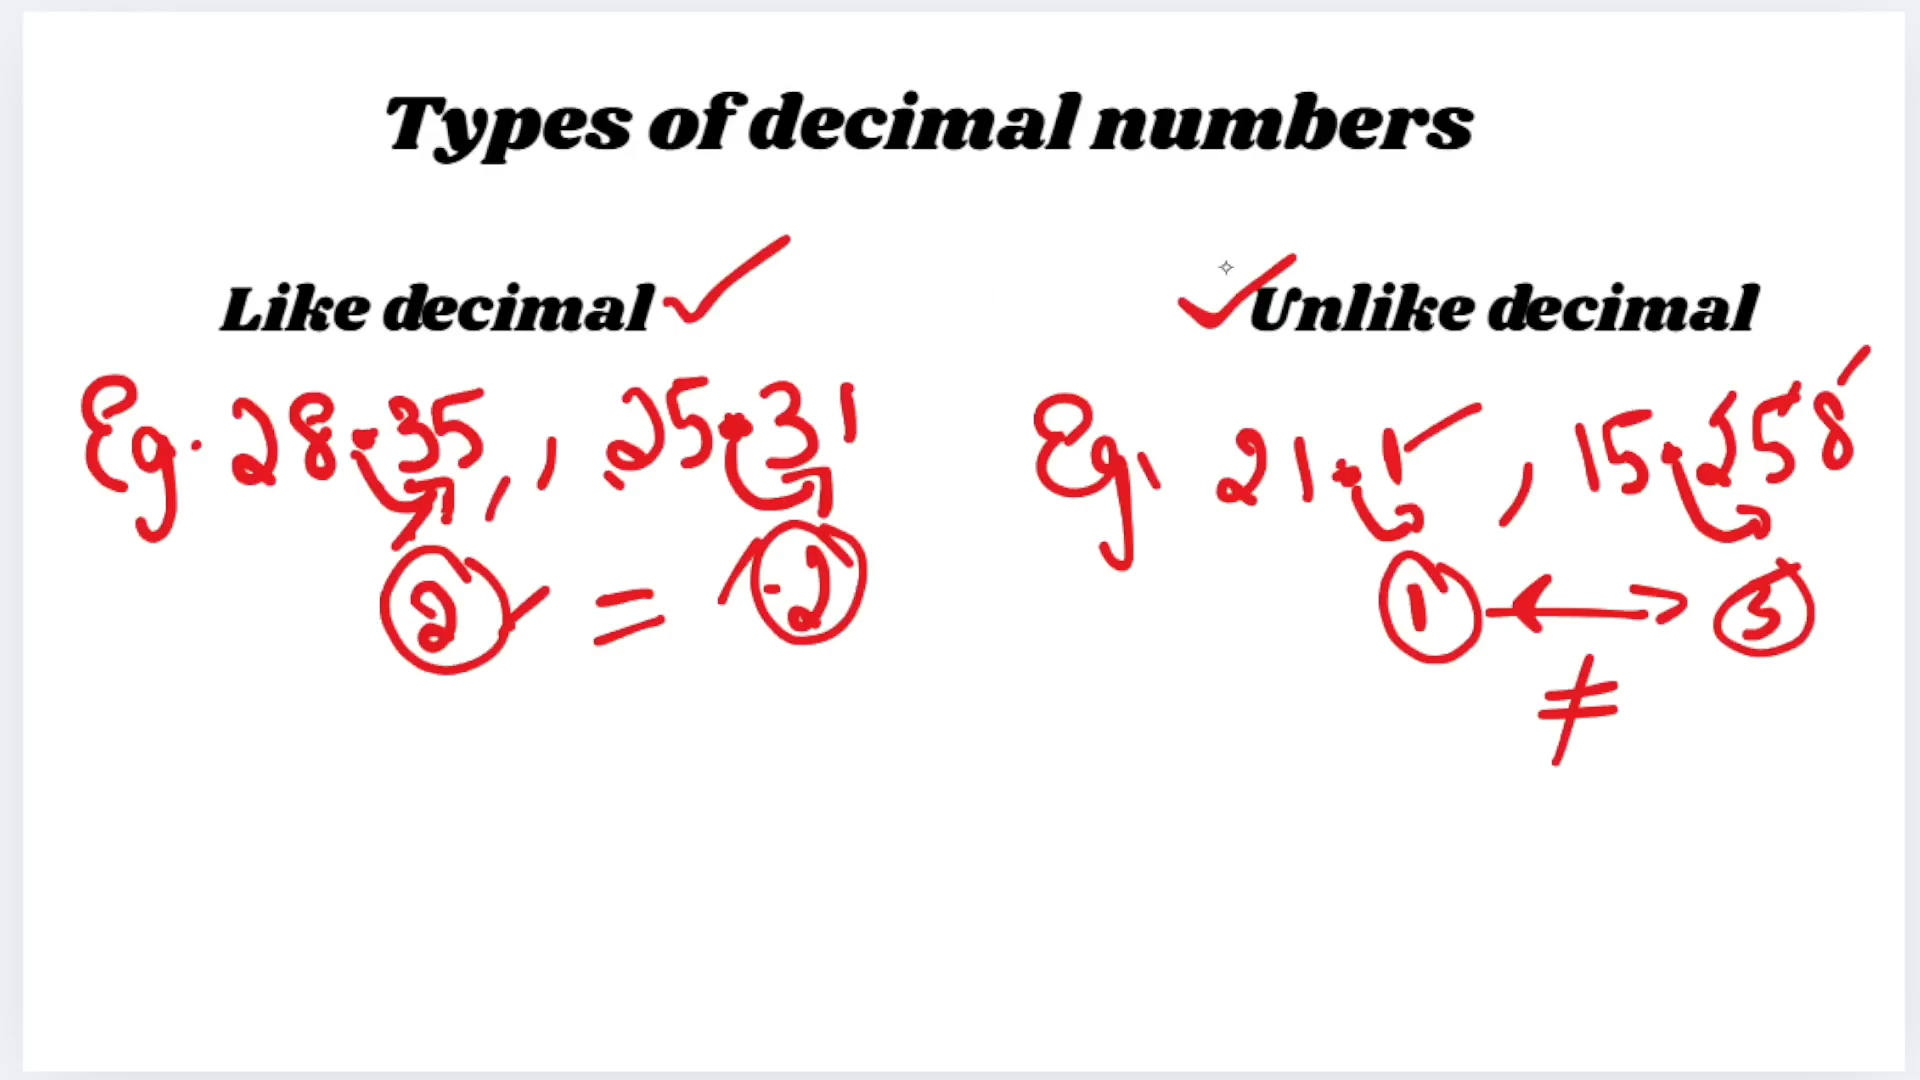 Types of decimal numbers
Like decimal
Unlike decimal
Eg. 28.35, , 25.31
Eg, 21.1 , 15.258
2 = 2
1 ↔ 3
≠